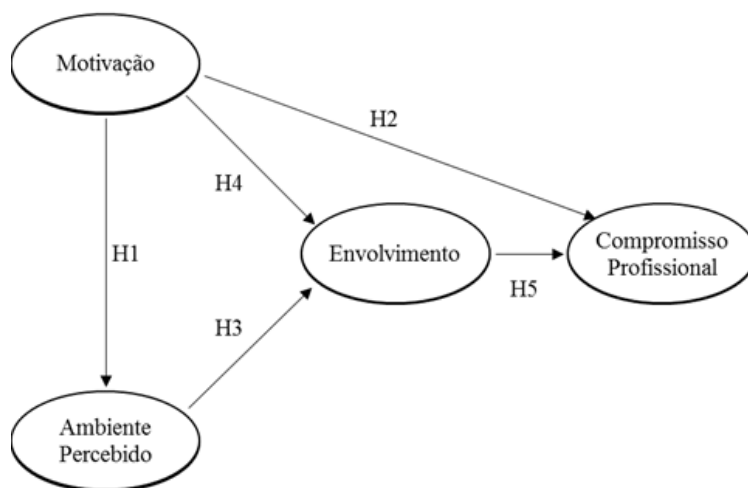 Motivação
H2
H4
Envolvimento
Compromisso
Profissional
H1
H5
H3
Ambiente
Percebido